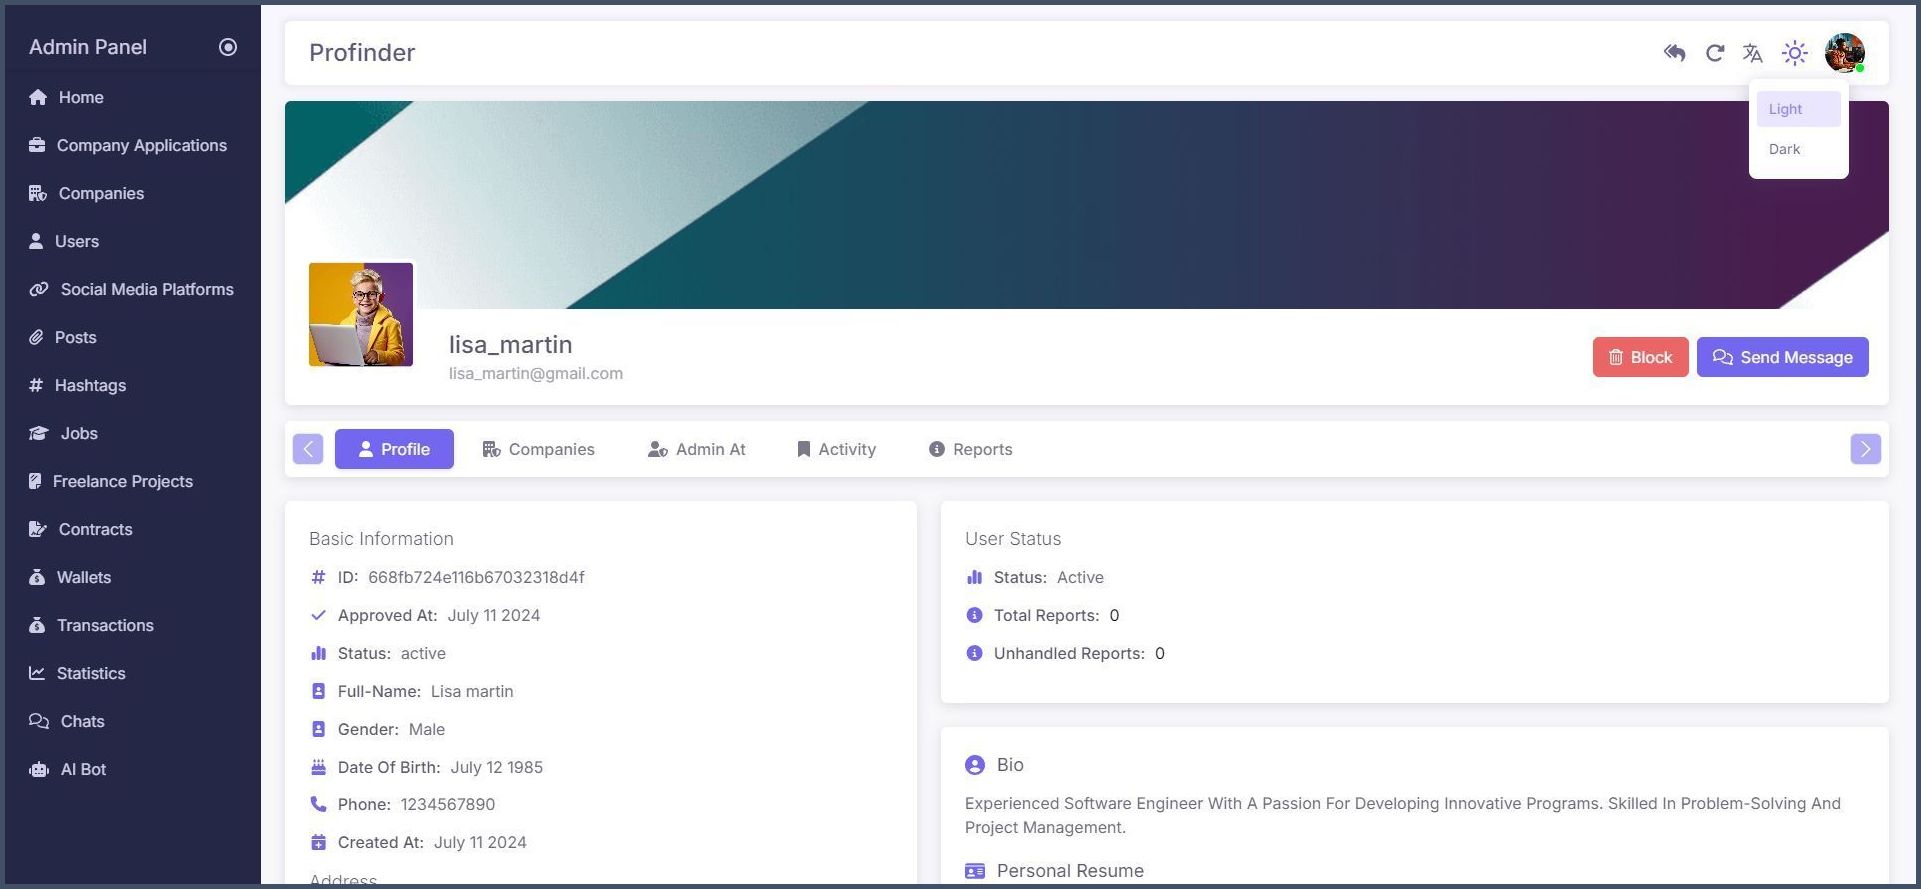 Admin Panel
Home
Company Applications
Companies
Users
Social Media Platforms
Posts
Hashtags
Jobs
Freelance Projects
Contracts
Wallets
Transactions
Statistics
Chats
AI Bot
Profinder
Light
Dark
lisa_martin
lisa_martin@gmail.com
Block
Send Message
Profile
Companies
Admin At
Activity
Reports
Basic Information
ID: 668fb724e116b67032318d4f
Approved At: July 11 2024
Status: active
Full-Name: Lisa martin
Gender: Male
Date Of Birth: July 12 1985
Phone: 1234567890
Created At: July 11 2024
Address
User Status
Status: Active
Total Reports: 0
Unhandled Reports: 0
Bio
Experienced Software Engineer With A Passion For Developing Innovative Programs. Skilled In Problem-Solving And
Project Management.
Personal Resume